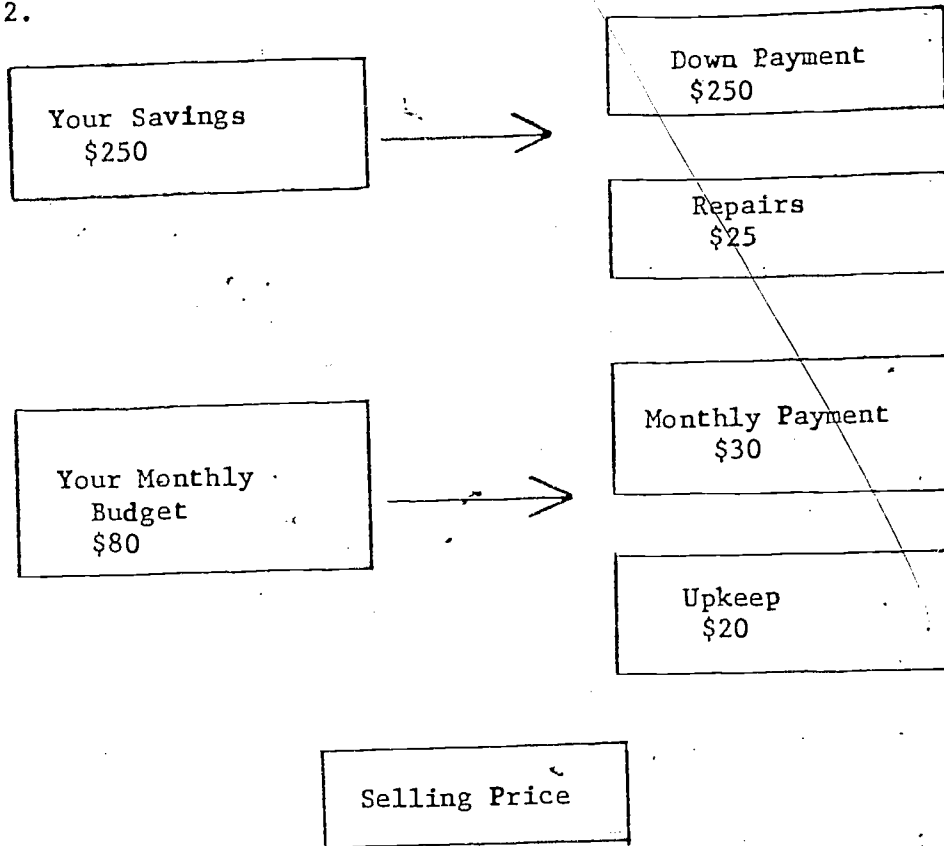 2.
Your Savings
$250
Down Payment
$250
Repairs
$25
Your Monthly
Budget
$80
Monthly Payment
$30
Upkeep
$20
Selling Price